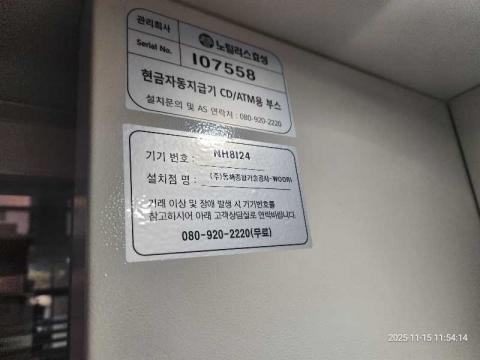 관리회사 노틸러스효성
Serial No. 107558
현금자동지급기 CD/ATM용 부스
설치문의 및 AS 연락처 : 080-920-2220
기기 번호 : NH8124
설치점 명 : -WOORI
거래 이상 및 장애 발생 시 기기번호를
참고하시어 아래 고객상담실로 연락바랍니다.
080-920-2220(무료)
2025-11-15 11:54:14